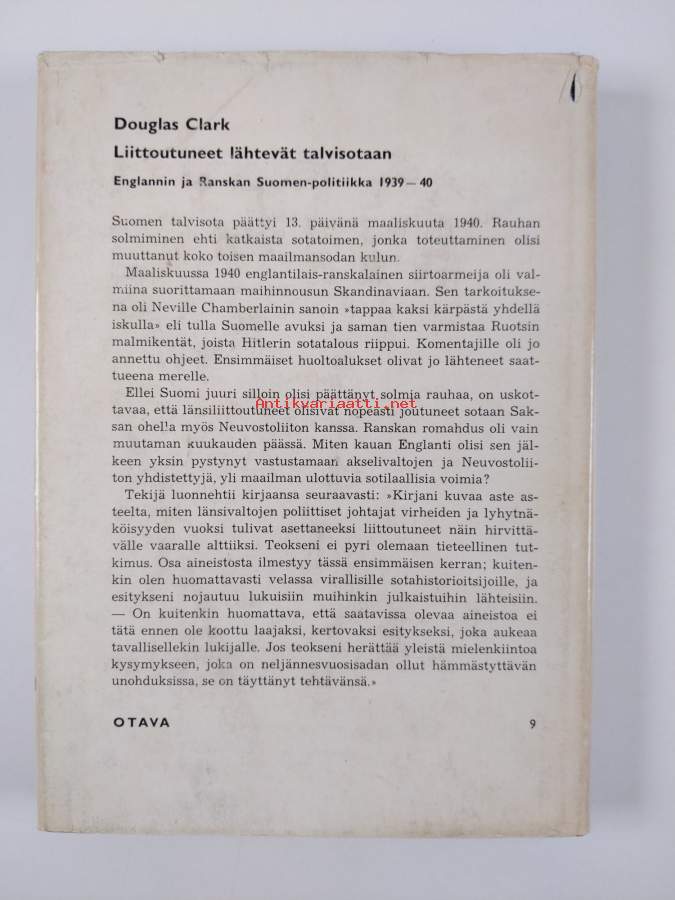 Douglas Clark
Liittoutuneet lähtevät talvisotaan
Englannin ja Ranskan Suomen-politiikka 1939—40
Suomen talvisota päättyi 13. päivänä maaliskuuta 1940. Rauhan
solmiminen ehti katkaista sotatoimen, jonka toteuttaminen olisi
muuttanut koko toisen maailmansodan kulun.
Maaliskuussa 1940 englantilais-ranskalainen siirtoarmeija oli val-
miina suorittamaan maihinnousun Skandinaviaan. Sen tarkoitukse-
na oli Neville Chamberlainin sanoin »tappaa kaksi kärpästä yhdellä
iskulla» eli tulla Suomelle avuksi ja saman tien varmistaa Ruotsin
malmikentät, joista Hitlerin sotatalous riippui. Komentajille oli jo
annettu ohjeet. Ensimmäiset huoltoalukset olivat jo lähteneet saat-
tueena merelle.
Ellei Suomi juuri silloin olisi päättänyt solmia rauhaa, on uskot-
Antikvariaatti.net
tavaa, että länsiliittoutuneet olisivat nopeasti joutuneet sotaan Sak-
san ohella myös Neuvostoliiton kanssa. Ranskan romahdus oli vain
muutaman kuukauden päässä. Miten kauan Englanti olisi sen jäl-
keen yksin pystynyt vastustamaan akselivaltojen ja Neuvostolii-
ton yhdistettyjä, yli maailman ulottuvia sotilaallisia voimia?
Tekijä luonnehtii kirjaansa seuraavasti: »Kirjani kuvaa aste as-
teelta, miten länsivaltojen poliittiset johtajat virheiden ja lyhytnä-
köisyyden vuoksi tulivat asettaneeksi liittoutuneet näin hirvittä-
välle vaaralle alttiiksi. Teokseni ei pyri olemaan tieteellinen tut-
kimus. Osa aineistosta ilmestyy tässä ensimmäisen kerran; kuiten-
kin olen huomattavasti velassa virallisille sotahistorioitsijoille, ja
esitykseni nojautuu lukuisiin muihinkin julkaistuihin lähteisiin.
— On kuitenkin huomattava, että saatavissa olevaa aineistoa ei
tätä ennen ole koottu laajaksi, kertovaksi esitykseksi, joka aukeaa
tavallisellekin lukijalle. Jos teokseni herättää yleistä mielenkiintoa
kysymykseen, joka on neljännesvuosisadan ollut hämmästyttävän
unohduksissa, se on täyttänyt tehtävänsä.»
OTAVA 9